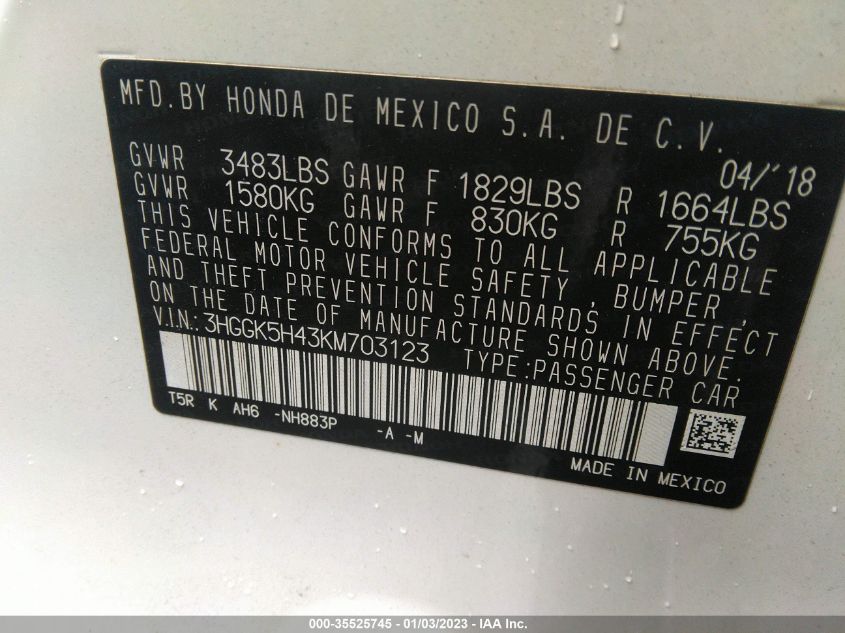 MFD.BY HONDA DE MEXICO S.A. DE C.V.
04/'18
GVWR 3483LBS GAWR F 1829LBS R 1664LBS
GVWR 1580KG GAWR F 830KG R 755KG
THIS VEHICLE CONFORMS TO ALL APPLICABLE
FEDERAL MOTOR VEHICLE SAFETY, BUMPER,
AND THEFT PREVENTION STANDARDS IN EFFECT
ON THE DATE OF MANUFACTURE SHOWN ABOVE.
V.I.N.: 3HGGK5H43KM703123 TYPE:PASSENGER CAR
T5R K AH6 -NH883P -A -M
MADE IN MEXICO
000-35525745 - 01/03/2023 - IAA Inc.